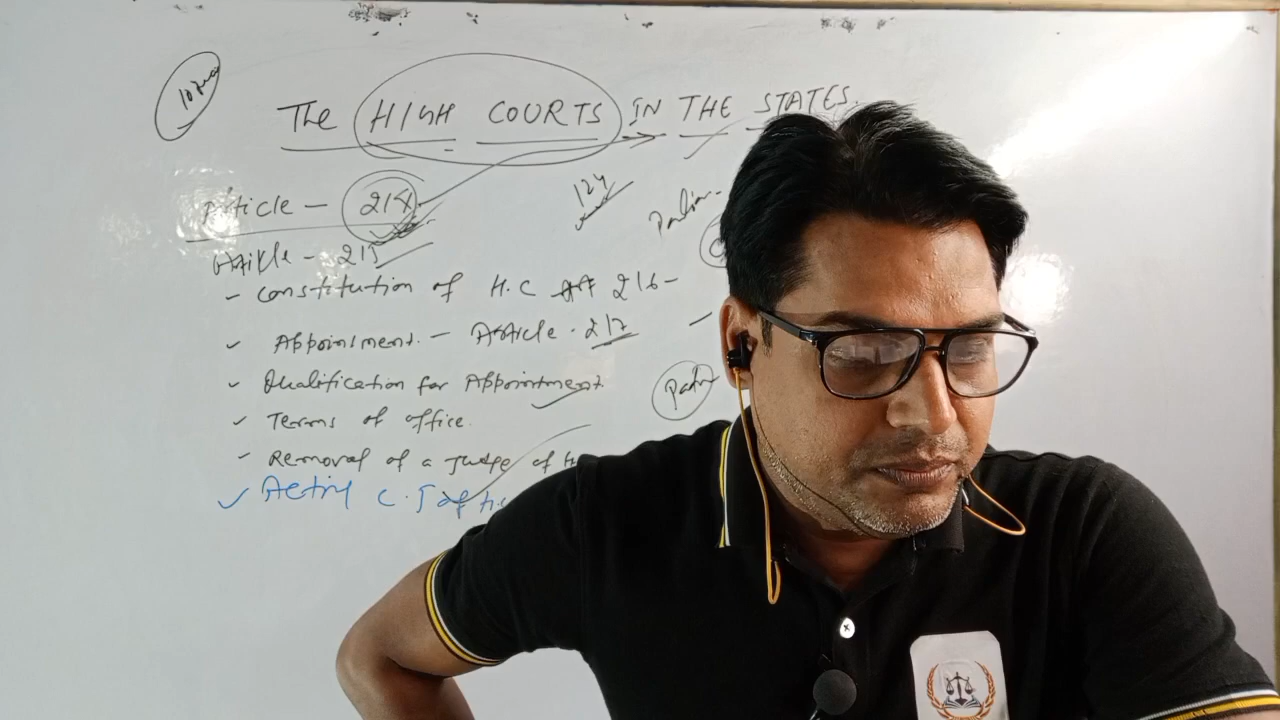 The HIGH COURTS IN THE STATES.
Article - 214
124
Article - 215
- Constitution of H.C Art 216 -
- Appointment. - Article. 217
- Qualification for Appointment.
- Terms of office.
- Removal of a Judge of H
✓ Acting C.J of H.